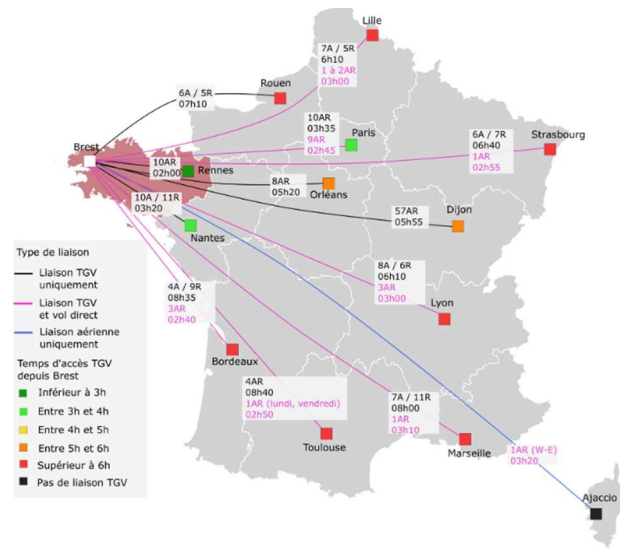 Lille
7A / 5R
6h10
1 à 2AR
03h00
Rouen
6A / 5R
07h10
10AR
03h35
9AR
02h45
Paris
6A / 7R
06h40
1AR
02h55
Strasbourg
Brest
10AR
02h00
Rennes
8AR
05h20
Orléans
10A / 11R
03h20
Nantes
57AR
05h55
Dijon
Type de liaison
Liaison TGV
uniquement
Liaison TGV
et vol direct
Liaison aérienne
uniquement
Temps d'accès TGV
depuis Brest
Inférieur à 3h
Entre 3h et 4h
Entre 4h et 5h
Entre 5h et 6h
Supérieur à 6h
Pas de liaison TGV
8A / 6R
06h10
3AR
03h00
Lyon
4A / 9R
08h35
3AR
02h40
Bordeaux
4AR
08h40
1AR (lundi, vendredi)
02h50
Toulouse
7A / 11R
08h00
1AR
03h10
Marseille
1AR (W-E)
03h20
Ajaccio